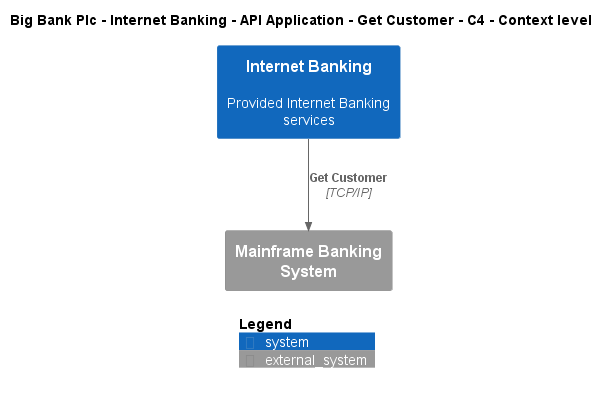 Big Bank Plc - Internet Banking - API Application - Get Customer - C4 - Context level
Internet Banking
Provided Internet Banking
services
Get Customer
[TCP/IP]
Mainframe Banking
System
Legend
system
external_system